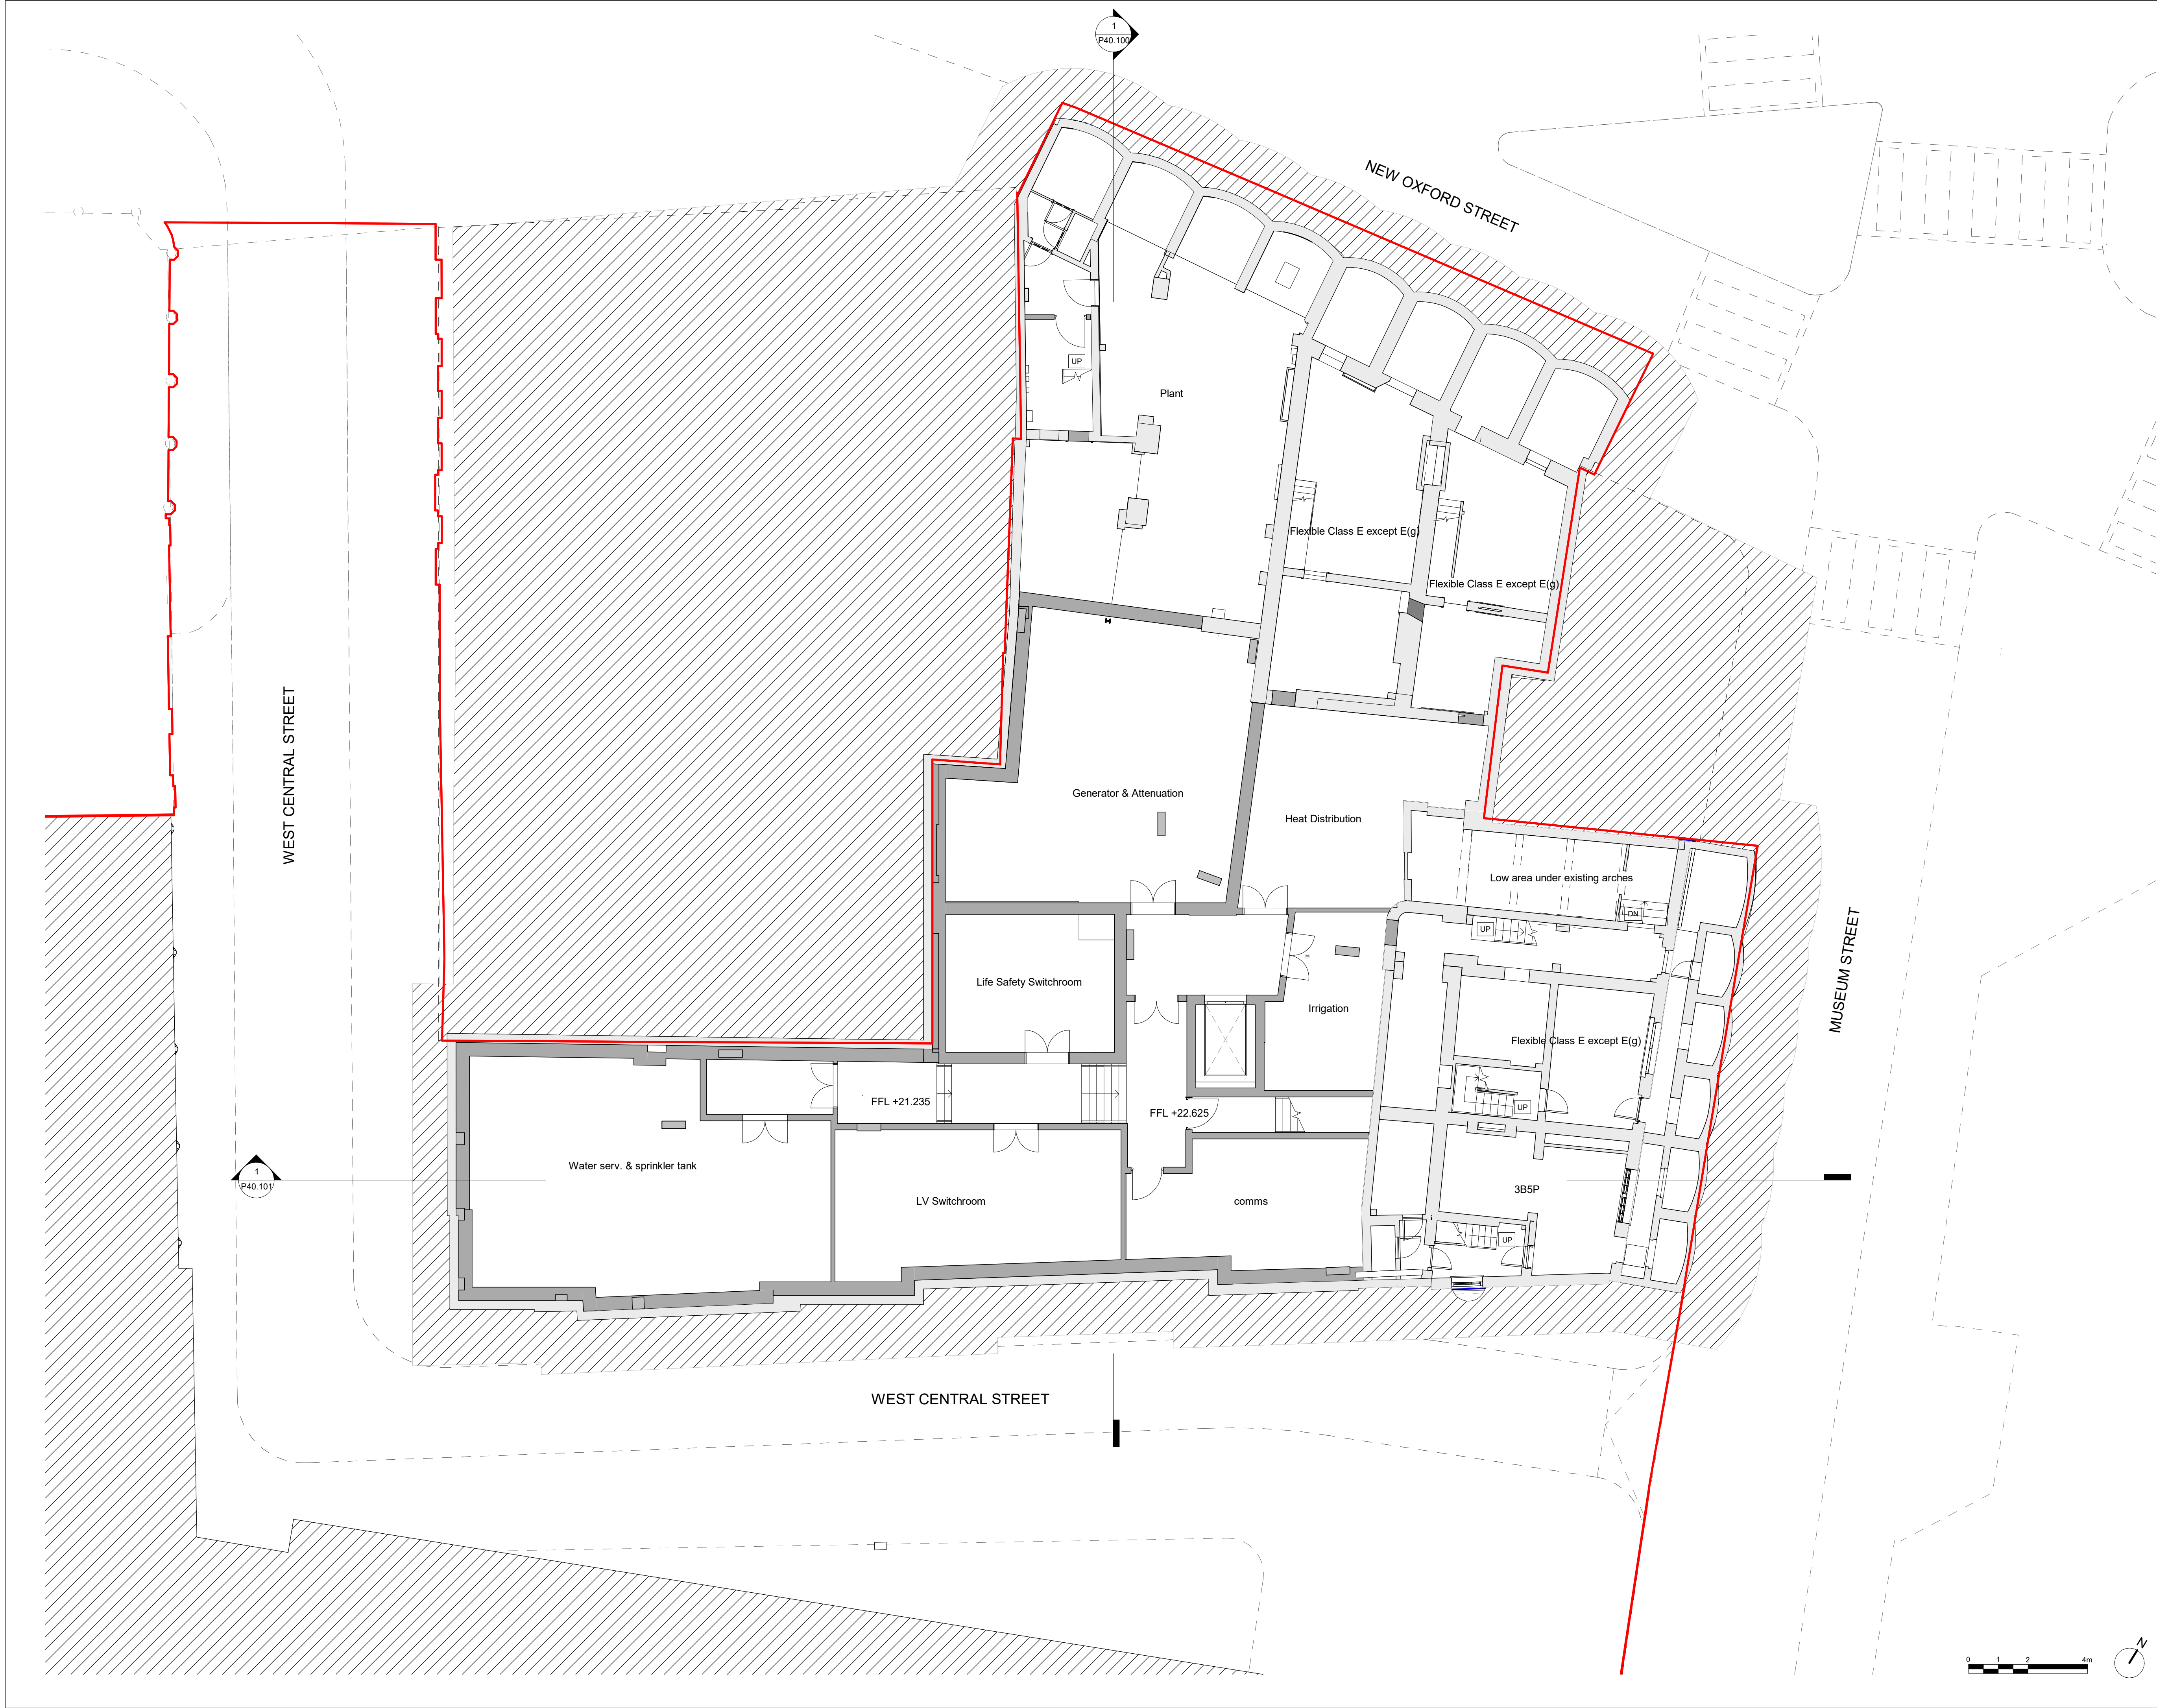 1
P40.100
NEW OXFORD STREET
UP
Plant
Flexible Class E except E(g)
Flexible Class E except E(g)
WEST CENTRAL STREET
Generator & Attenuation
Heat Distribution
Low area under existing arches
DN
UP
MUSEUM STREET
Life Safety Switchroom
Irrigation
Flexible Class E except E(g)
FFL +21.235
FFL +22.625
UP
1
P40.101
Water serv. & sprinkler tank
LV Switchroom
comms
3B5P
UP
WEST CENTRAL STREET
0 1 2 4m
N